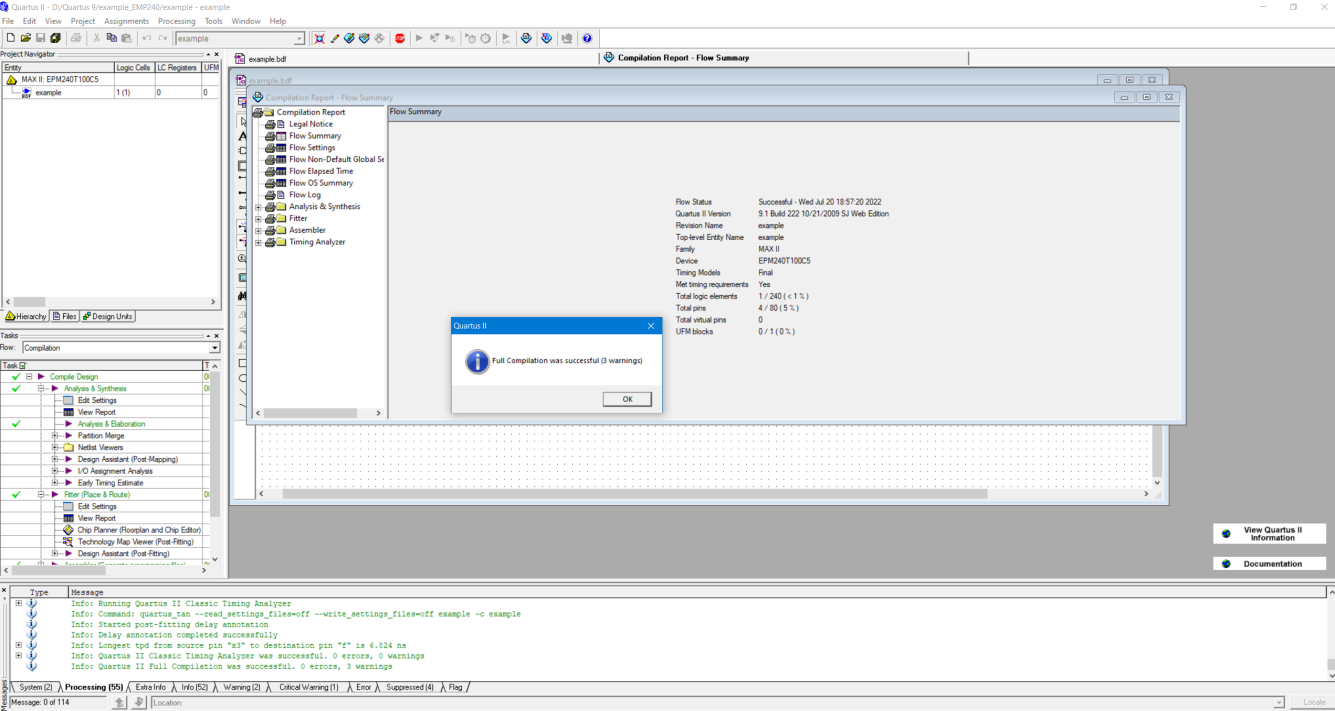 Quartus II - D:/Quartus 9/example_EMP240/example - example
File Edit View Project Assignments Processing Tools Window Help
example
Project Navigator
Entity Logic Cells LC Registers UFM
MAX II: EPM240T100C5
example 1 (1) 0 0
Hierarchy Files Design Units
Tasks
Flow: Compilation
Task
Compile Design
Analysis & Synthesis
Edit Settings
View Report
Analysis & Elaboration
Partition Merge
Netlist Viewers
Design Assistant (Post-Mapping)
I/O Assignment Analysis
Early Timing Estimate
Fitter (Place & Route)
Edit Settings
View Report
Chip Planner (Floorplan and Chip Editor)
Technology Map Viewer (Post-Fitting)
Design Assistant (Post-Fitting)
example.bdf
Compilation Report - Flow Summary
example.bdf
Compilation Report - Flow Summary
Compilation Report
Legal Notice
Flow Summary
Flow Settings
Flow Non-Default Global Se
Flow Elapsed Time
Flow OS Summary
Flow Log
Analysis & Synthesis
Fitter
Assembler
Timing Analyzer
Flow Summary
Flow Status Successful - Wed Jul 20 18:57:20 2022
Quartus II Version 9.1 Build 222 10/21/2009 SJ Web Edition
Revision Name example
Top-level Entity Name example
Family MAX II
Device EPM240T100C5
Timing Models Final
Met timing requirements Yes
Total logic elements 1 / 240 ( < 1 % )
Total pins 4 / 80 ( 5 % )
Total virtual pins 0
UFM blocks 0 / 1 ( 0 % )
Quartus II
Full Compilation was successful (3 warnings)
OK
View Quartus II
Information
Documentation
Type Message
Info: Running Quartus II Classic Timing Analyzer
Info: Command: quartus_tan --read_settings_files=off --write_settings_files=off example -c example
Info: Started post-fitting delay annotation
Info: Delay annotation completed successfully
Info: Longest tpd from source pin "x3" to destination pin "f" is 6.824 ns
Info: Quartus II Classic Timing Analyzer was successful. 0 errors, 0 warnings
Info: Quartus II Full Compilation was successful. 0 errors, 3 warnings
Messages
System (2) Processing (55) Extra Info Info (52) Warning (2) Critical Warning (1) Error Suppressed (4) Flag
Message: 0 of 114 Location: Locate